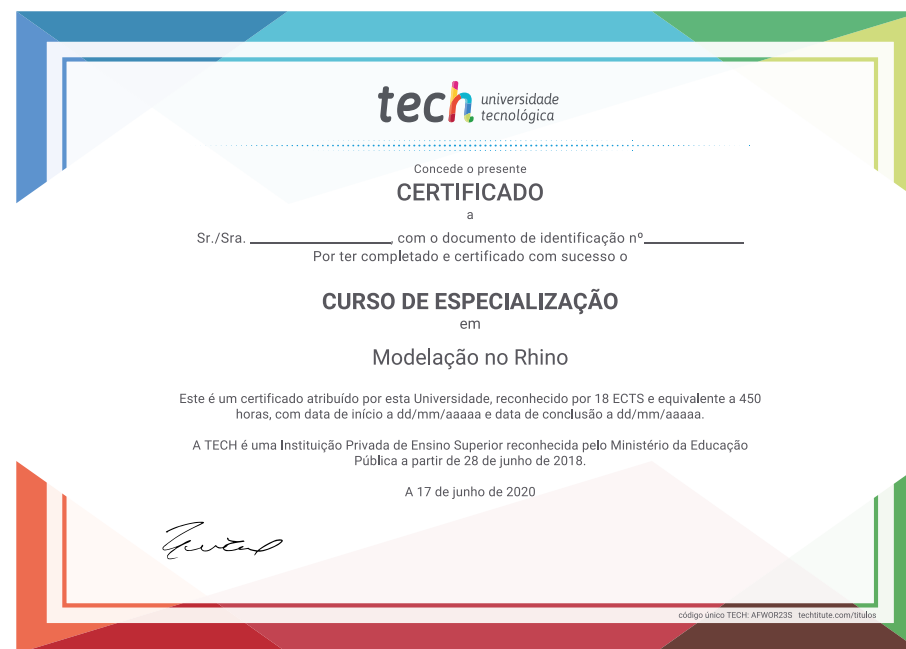 tech universidade
tecnológica
Concede o presente
CERTIFICADO
a
Sr./Sra. ____________________, com o documento de identificação nº______________
Por ter completado e certificado com sucesso o
CURSO DE ESPECIALIZAÇÃO
em
Modelação no Rhino
Este é um certificado atribuído por esta Universidade, reconhecido por 18 ECTS e equivalente a 450
horas, com data de início a dd/mm/aaaaa e data de conclusão a dd/mm/aaaaa.
A TECH é uma Instituição Privada de Ensino Superior reconhecida pelo Ministério da Educação
Pública a partir de 28 de junho de 2018.
A 17 de junho de 2020
código único TECH: AFWOR23S techtitute.com/titulos